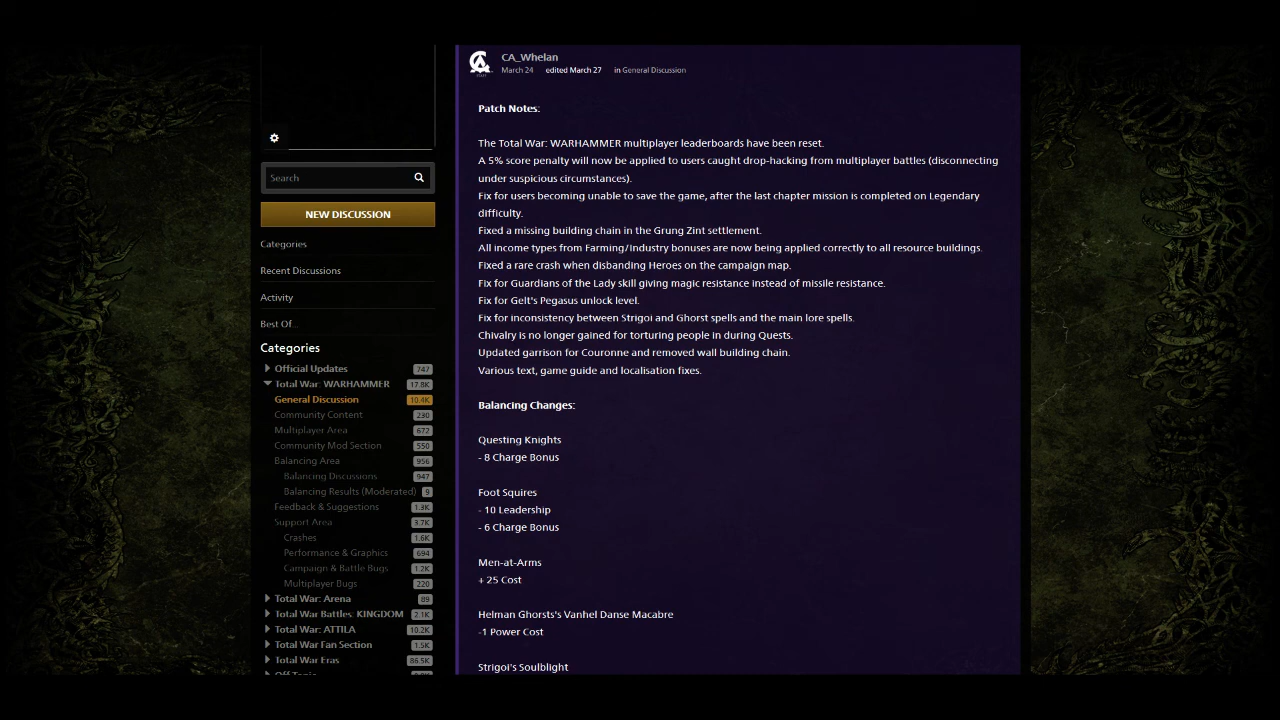 CA_Whelan
March 24 edited March 27 in General Discussion
Patch Notes:
The Total War: WARHAMMER multiplayer leaderboards have been reset.
A 5% score penalty will now be applied to users caught drop-hacking from multiplayer battles (disconnecting
under suspicious circumstances).
Fix for users becoming unable to save the game, after the last chapter mission is completed on Legendary
difficulty.
Fixed a missing building chain in the Grung Zint settlement.
All income types from Farming/Industry bonuses are now being applied correctly to all resource buildings.
Fixed a rare crash when disbanding Heroes on the campaign map.
Fix for Guardians of the Lady skill giving magic resistance instead of missile resistance.
Fix for Gelt's Pegasus unlock level.
Fix for inconsistency between Strigoi and Ghorst spells and the main lore spells.
Chivalry is no longer gained for torturing people in during Quests.
Updated garrison for Couronne and removed wall building chain.
Various text, game guide and localisation fixes.
Balancing Changes:
Questing Knights
- 8 Charge Bonus
Foot Squires
- 10 Leadership
- 6 Charge Bonus
Men-at-Arms
+ 25 Cost
Helman Ghorsts's Vanhel Danse Macabre
-1 Power Cost
Strigoi's Soulblight
Search
NEW DISCUSSION
Categories
Recent Discussions
Activity
Best Of...
Categories
Official Updates 747
Total War: WARHAMMER 17.8K
General Discussion 10.4K
Community Content 230
Multiplayer Area 672
Community Mod Section 550
Balancing Area 956
Balancing Discussions 947
Balancing Results (Moderated) 9
Feedback & Suggestions 1.3K
Support Area 3.7K
Crashes 1.6K
Performance & Graphics 694
Campaign & Battle Bugs 1.2K
Multiplayer Bugs 220
Total War: Arena 89
Total War Battles: KINGDOM 2.1K
Total War: ATTILA 10.2K
Total War Fan Section 1.5K
Total War Eras 86.5K